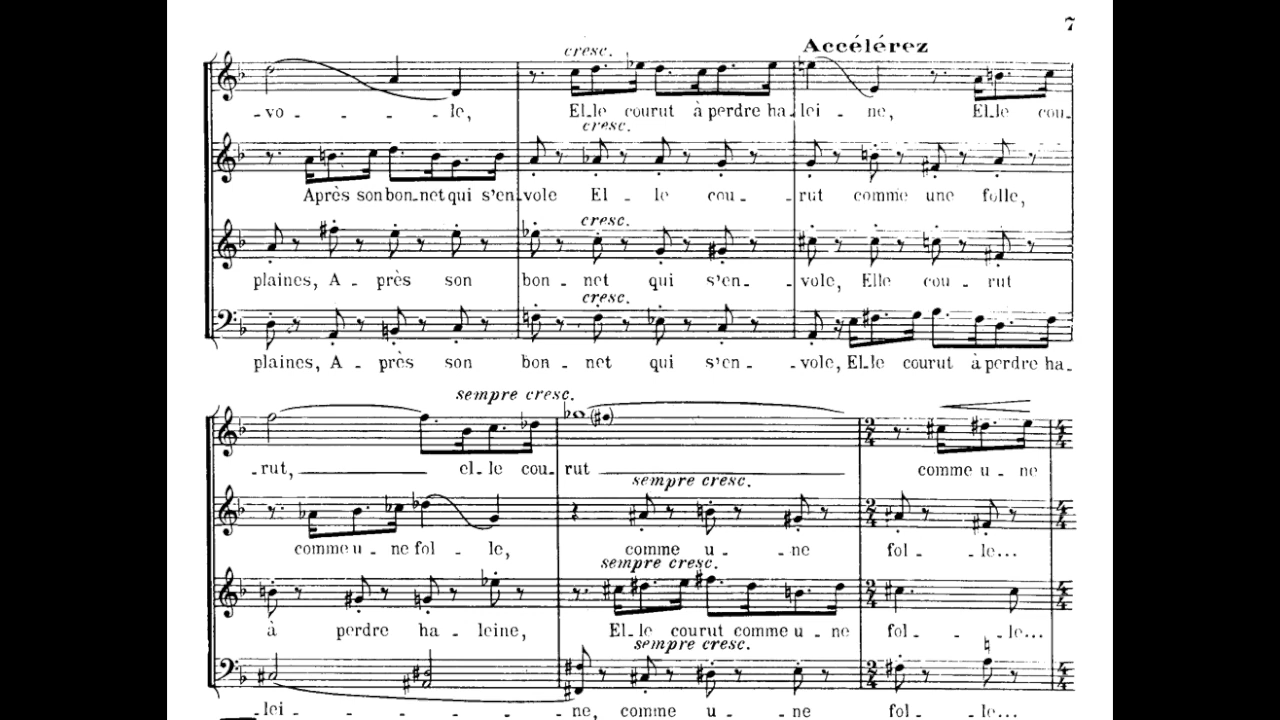 7
Accélérez
cresc.
-vo - - - le, El-le courut à perdre ha-lei - ne, El-le cou-
cresc.
Après son bon-net qui s'en-vole El - le cou - rut comme une folle,
cresc.
plaines, A - près son bon - net qui s'en - vole, Elle cou - rut
cresc.
plaines, A - près son bon - net qui s'en - vole, El-le courut à perdre ha-
sempre cresc.
-rut, el-le cou-rut comme u - ne
sempre cresc.
comme u - ne fol - le, comme u - ne fol - le...
sempre cresc.
à perdre ha - leine, El-le courut comme u - ne fol - le...
sempre cresc.
-lei - - - - ne, comme u - ne fol - le...